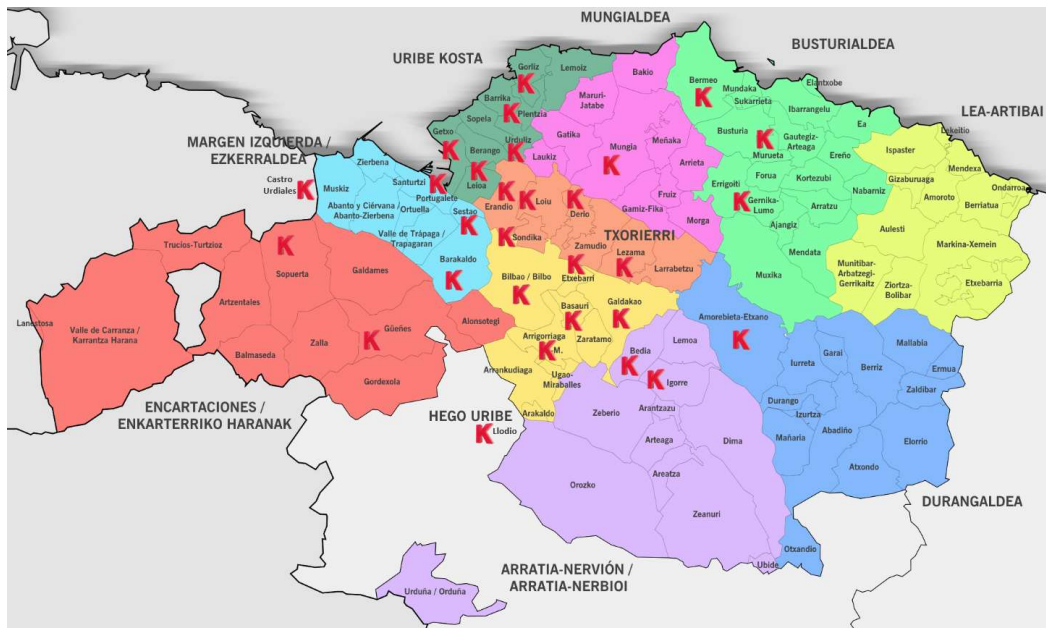 MUNGIALDEA
BUSTURIALDEA
URIBE KOSTA
Gorliz
Lemoiz
K
Bakio
Bermeo
K
Mundaka
Elantxobe
Sukarrieta
Ibarrangelu
Barrika
Plentzia
K
Maruri-
Jatabe
LEA-ARTIBAI
Sopela
Getxo
K
Urduliz
K
Gatika
Meñaka
Busturia
K
Gautegiz-
Arteaga
Ea
Lekeitio
Ispaster
MARGEN IZQUIERDA /
EZKERRALDEA
Zierbena
Berango
K
Laukiz
Mungia
K
Arrieta
Murueta
Ereño
Mendexa
Gizaburuaga
Castro
Urdiales
K
Muskiz
Santurtzi
K
Portugalete
Leioa
Errigoiti
Forua
Kortezubi
Nabarniz
Amoroto
Ondarroa
Berriatua
Abanto y Ciérvana /
Abanto-Zierbena
Ortuella
Sestao
K
Erandio
K
Loiu
K
Derio
K
Fruiz
Gamiz-Fika
Gernika-
Lumo
K
Arratzu
Morga
Ajangiz
Aulesti
Trucios-Turtzioz
K
Valle de Tràpaga /
Trapagaran
Sondika
K
TXORIERRI
Zamudio
Lezama
K
Mendata
Markina-Xemein
Sopuerta
Galdames
Barakaldo
K
Bilbao / Bilbo
K
Etxebarri
K
Larrabetzu
Muxika
Munitibar-
Arbatzegi-
Gerrikaitz
Ziortza-
Bolibar
Etxebarria
Artzentales
Lanestosa
Valle de Carranza /
Karrantza Harana
Alonsotegi
Basauri
K
Galdakao
K
Amorebieta-Etxano
K
Güeñes
K
Zalla
Balmaseda
Arrigorriaga
K
M.
Zaratamo
Lemoa
Mallabia
Garai
Iurreta
Berriz
Ermua
Gordexola
Arrankudiaga
Ugao-
Miraballes
Bedia
K
Igorre
K
Zaldibar
Durango
Izurtza
ENCARTACIONES /
ENKARTERRIKO HARANAK
HEGO URIBE
Arakaldo
Zeberio
Arantzazu
Abadiño
Mañaria
Elorrio
K
Llodio
Arteaga
Dima
Areatza
Atxondo
Orozko
Zeanuri
DURANGALDEA
Otxandio
Ubide
ARRATIA-NERVIÓN /
ARRATIA-NERBIOI
Urduña / Orduña